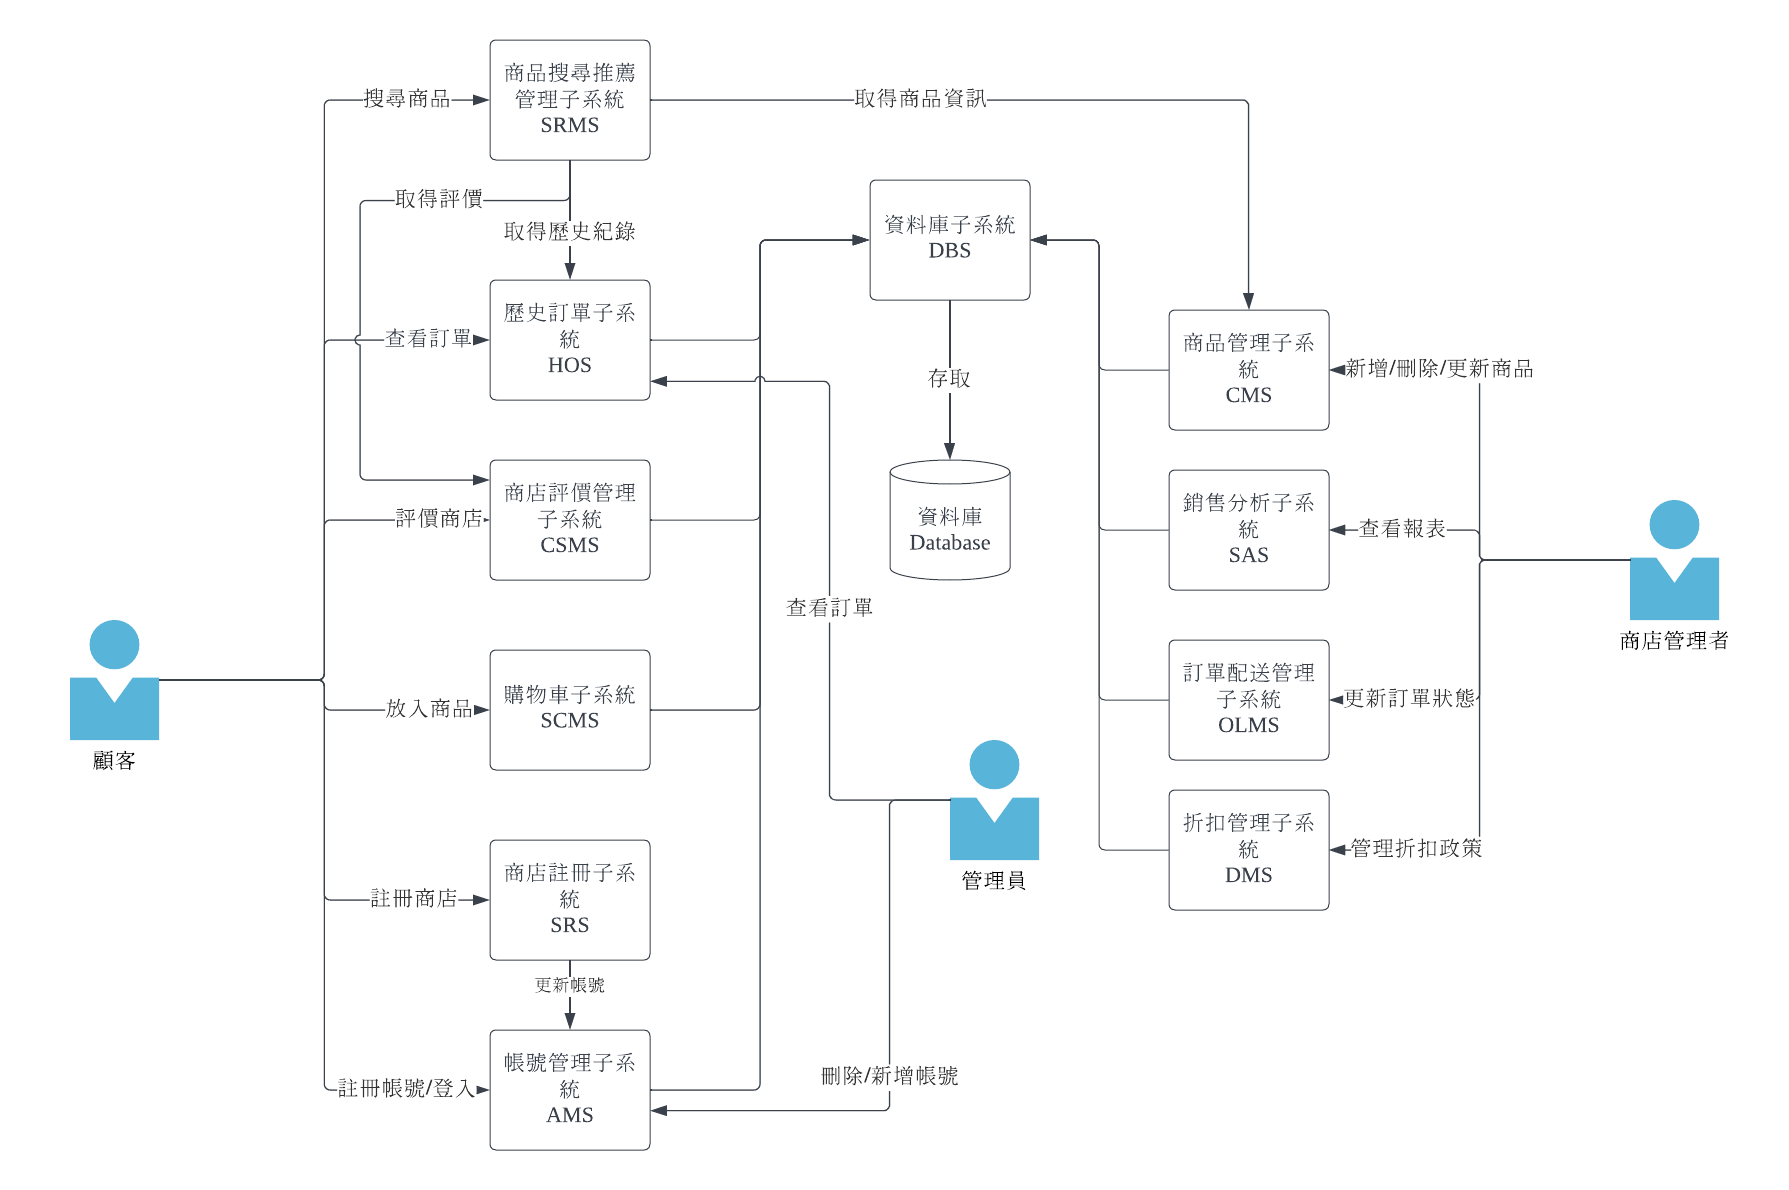 商品搜尋推薦
管理子系統
SRMS
搜尋商品
取得商品資訊
取得評價
取得歷史紀錄
資料庫子系統
DBS
歷史訂單子系
統
HOS
查看訂單
商品管理子系
統
CMS
新增/刪除/更新商品
存取
商店評價管理
子系統
CSMS
評價商店
資料庫
Database
銷售分析子系
統
SAS
查看報表
查看訂單
商店管理者
購物車子系統
SCMS
放入商品
訂單配送管理
子系統
OLMS
更新訂單狀態
顧客
管理員
折扣管理子系
統
DMS
管理折扣政策
商店註冊子系
統
SRS
註冊商店
更新帳號
帳號管理子系
統
AMS
註冊帳號/登入
刪除/新增帳號